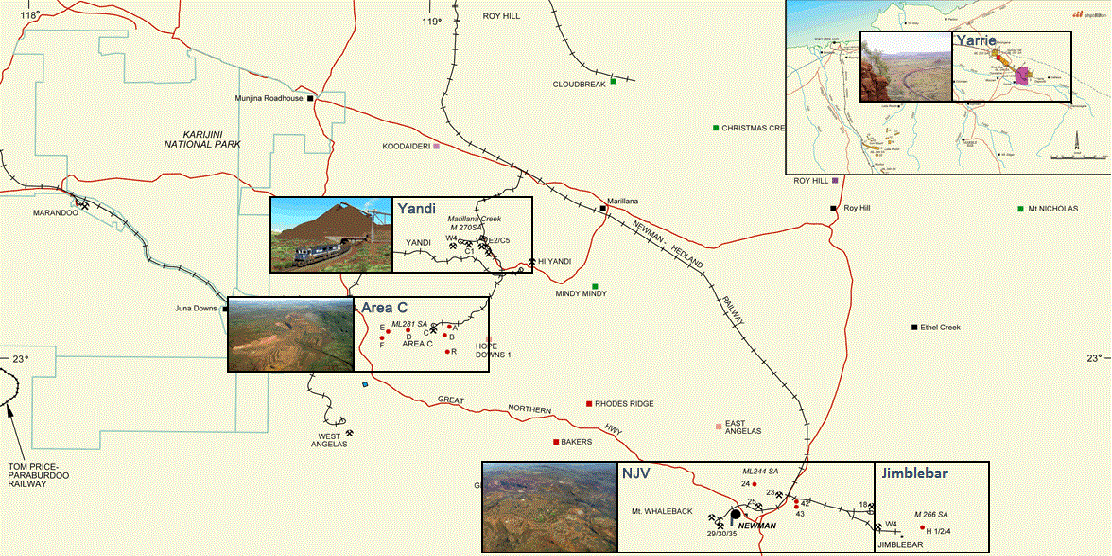 118°
119°
ROY HILL
CLOUDBREAK
Munjina Roadhouse
KARIJINI
NATIONAL PARK
KOODAIDERI
CHRISTMAS CRE
Yarrie
ROY HILL
MARANDOO
Marillana
Roy Hill
Mt NICHOLAS
Yandi
Marillana Creek
M 270SA
YANDI
W4
C1
E2/C5
HI YANDI
NEWMAN - HEDLAND
RAILWAY
MINDY MINDY
Juna Downs
Area C
ML281 SA
E
D
C
A
F
AREA C
D
R
HOPE
DOWNS 1
Ethel Creek
23°
23°
GREAT
NORTHERN
HWY
RHODES RIDGE
BAKERS
EAST
ANGELAS
WEST
ANGELAS
TOM PRICE-
PARABURDOO
RAILWAY
NJV
ML244 SA
24
23
25
42
43
Mt. WHALEBACK
29/30/35
NEWMAN
Jimblebar
18
M 266 SA
W4
H 1/2/4
JIMBLEBAR